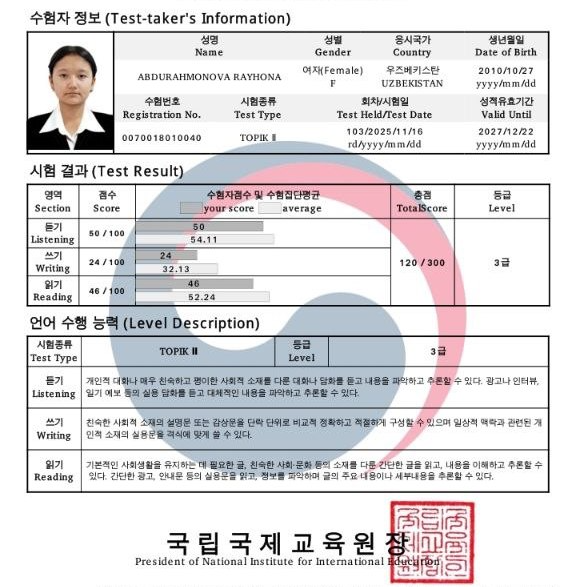 수험자 정보 (Test-taker's Information)
성명 성별 응시국가 생년월일
Name Gender Country Date of Birth
ABDURAHMONOVA RAYHONA 여자(Female) F 우즈베키스탄 UZBEKISTAN 2010/10/27 yyyy/mm/dd
수험번호 시험종류 회차/시험일 성적유효기간
Registration No. Test Type Test Held/Test Date Valid Until
0070018010040 TOPIK Ⅱ 103/2025/11/16 rd/yyyy/mm/dd 2027/12/22 yyyy/mm/dd
시험 결과 (Test Result)
영역 점수 수험자점수 및 수험집단평균 총점 등급
Section Score your score average TotalScore Level
듣기 Listening 50 / 100 50 54.11
쓰기 Writing 24 / 100 24 32.13 120 / 300 3급
읽기 Reading 46 / 100 46 52.24
언어 수행 능력 (Level Description)
시험종류 Test Type TOPIK Ⅱ 등급 Level 3급
듣기 Listening 개인적 대화나 매우 친숙하고 평이한 사회적 소재를 다룬 대화나 담화를 듣고 내용을 파악하고 추론할 수 있다. 광고나 인터뷰,
일기 예보 등의 실용 담화를 듣고 대체적인 내용을 파악하고 추론할 수 있다.
쓰기 Writing 친숙한 사회적 소재의 설명문 또는 감상문을 단락 단위로 비교적 정확하고 적절하게 구성할 수 있으며 일상적 맥락과 관련된 개
인적 소재의 실용문을 격식에 맞게 쓸 수 있다.
읽기 Reading 기본적인 사회생활을 유지하는 데 필요한 글, 친숙한 사회·문화 등의 소재를 다룬 간단한 글을 읽고, 내용을 이해하고 추론할 수
있다. 간단한 광고, 안내문 등의 실용문을 읽고, 정보를 파악하며 글의 주요 내용이나 세부내용을 추론할 수 있다.
국립국제교육원장
President of National Institute for International Education